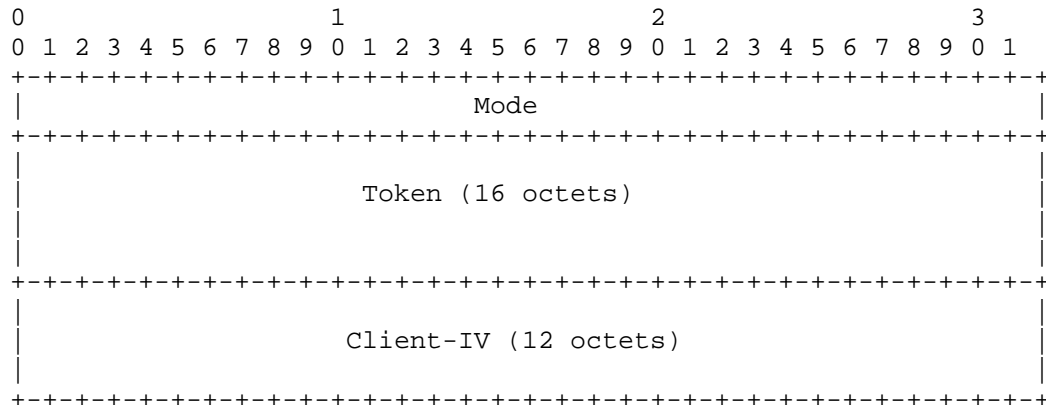 0                   1                   2                   3
0 1 2 3 4 5 6 7 8 9 0 1 2 3 4 5 6 7 8 9 0 1 2 3 4 5 6 7 8 9 0 1
+-+-+-+-+-+-+-+-+-+-+-+-+-+-+-+-+-+-+-+-+-+-+-+-+-+-+-+-+-+-+-+-+
|                            Mode                               |
+-+-+-+-+-+-+-+-+-+-+-+-+-+-+-+-+-+-+-+-+-+-+-+-+-+-+-+-+-+-+-+-+
|                                                               |
|                     Token (16 octets)                         |
|                                                               |
|                                                               |
+-+-+-+-+-+-+-+-+-+-+-+-+-+-+-+-+-+-+-+-+-+-+-+-+-+-+-+-+-+-+-+-+
|                                                               |
|                    Client-IV (12 octets)                      |
|                                                               |
+-+-+-+-+-+-+-+-+-+-+-+-+-+-+-+-+-+-+-+-+-+-+-+-+-+-+-+-+-+-+-+-+